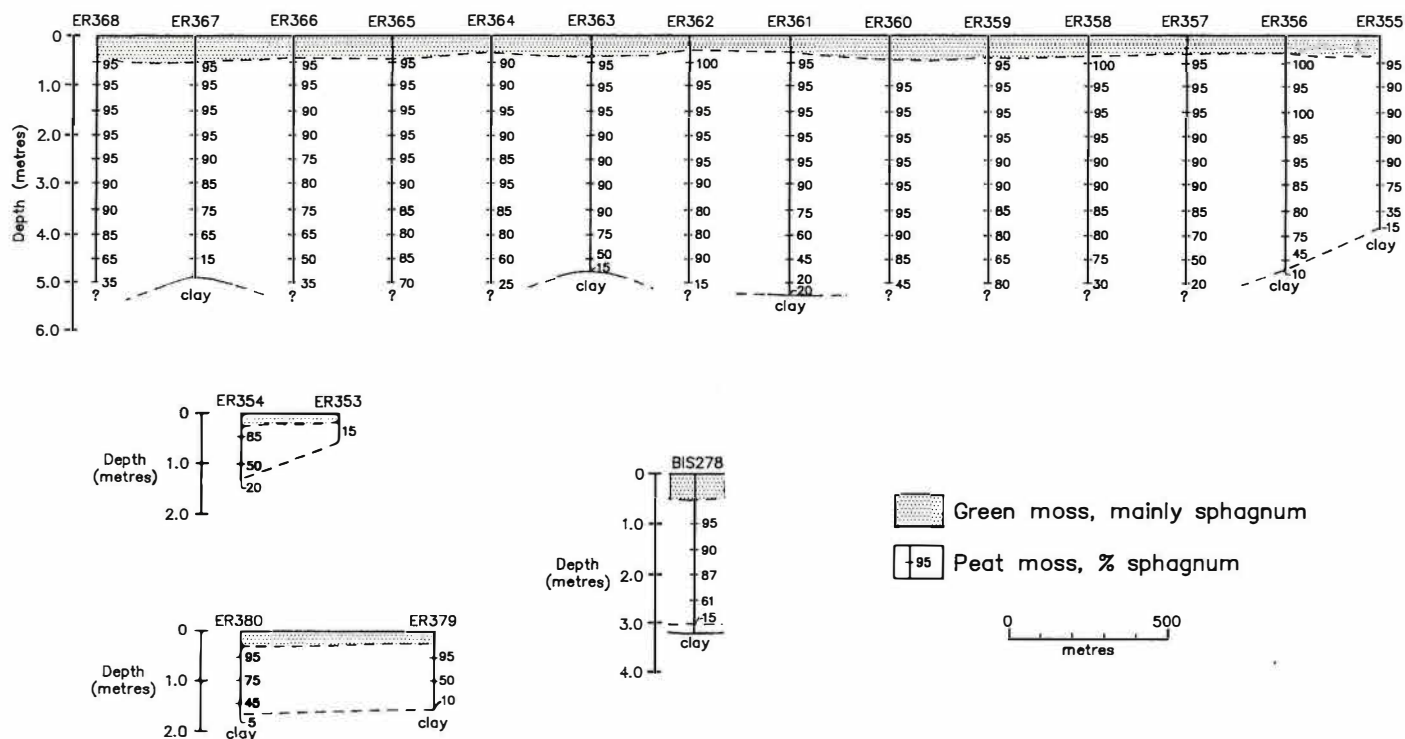 ER368 ER367 ER366 ER365 ER364 ER363 ER362 ER361 ER360 ER359 ER358 ER357 ER356 ER355
0
95 95 95 95 90 95 100 95 95 100 95 100 95
1.0 95 95 90 95 95 95 95 95 95 95 95 95 95 90
95 95 90 95 90 90 95 95 95 95 95 95 100 90
2.0 95 95 90 95 90 90 95 95 90 95 95 90 95 90
95 90 75 95 85 90 90 95 90 90 90 90 95 90
3.0 90 85 80 90 95 90 90 90 95 90 85 90 85 75
90 75 75 85 85 90 80 75 95 85 85 85 80 35
4.0 85 65 65 85 80 75 80 60 90 80 80 70 75 15
65 15 50 85 60 50 90 45 85 65 75 50 45 clay
15 10
5.0 35 35 70 25 15 20 45 80 30 20
? clay ? ? ? clay ? 20 ? ? ? ? clay
clay
6.0
Depth (metres)
ER354 ER353
0
85 15
1.0 50
20
2.0
Depth
(metres)
BIS278
0
1.0 95
90
2.0 87
61
15
3.0
clay
4.0
Depth
(metres)
Green moss, mainly sphagnum
95 Peat moss, % sphagnum
0 500
metres
ER380 ER379
0
95 95
1.0 75 50
45 10
5 clay
2.0 clay
Depth
(metres)